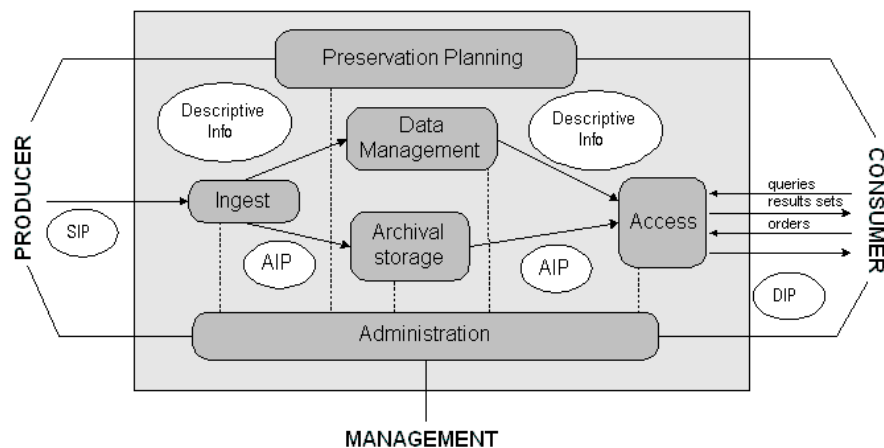 Preservation Planning
Descriptive
Info
Data
Management
Descriptive
Info
PRODUCER
CONSUMER
Ingest
SIP
AIP
Archival
storage
AIP
Access
queries
results sets
orders
DIP
Administration
MANAGEMENT